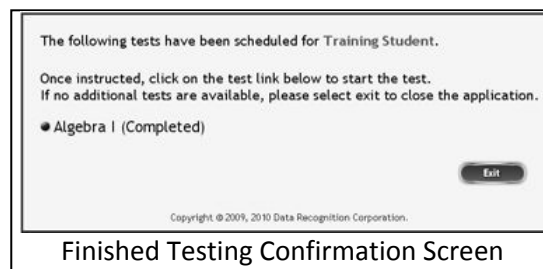 The following tests have been scheduled for Training Student.
Once instructed, click on the test link below to start the test.
If no additional tests are available, please select exit to close the application.
Algebra I (Completed)
Exit
Copyright @ 2009, 2010 Data Recognition Corporation.
Finished Testing Confirmation Screen